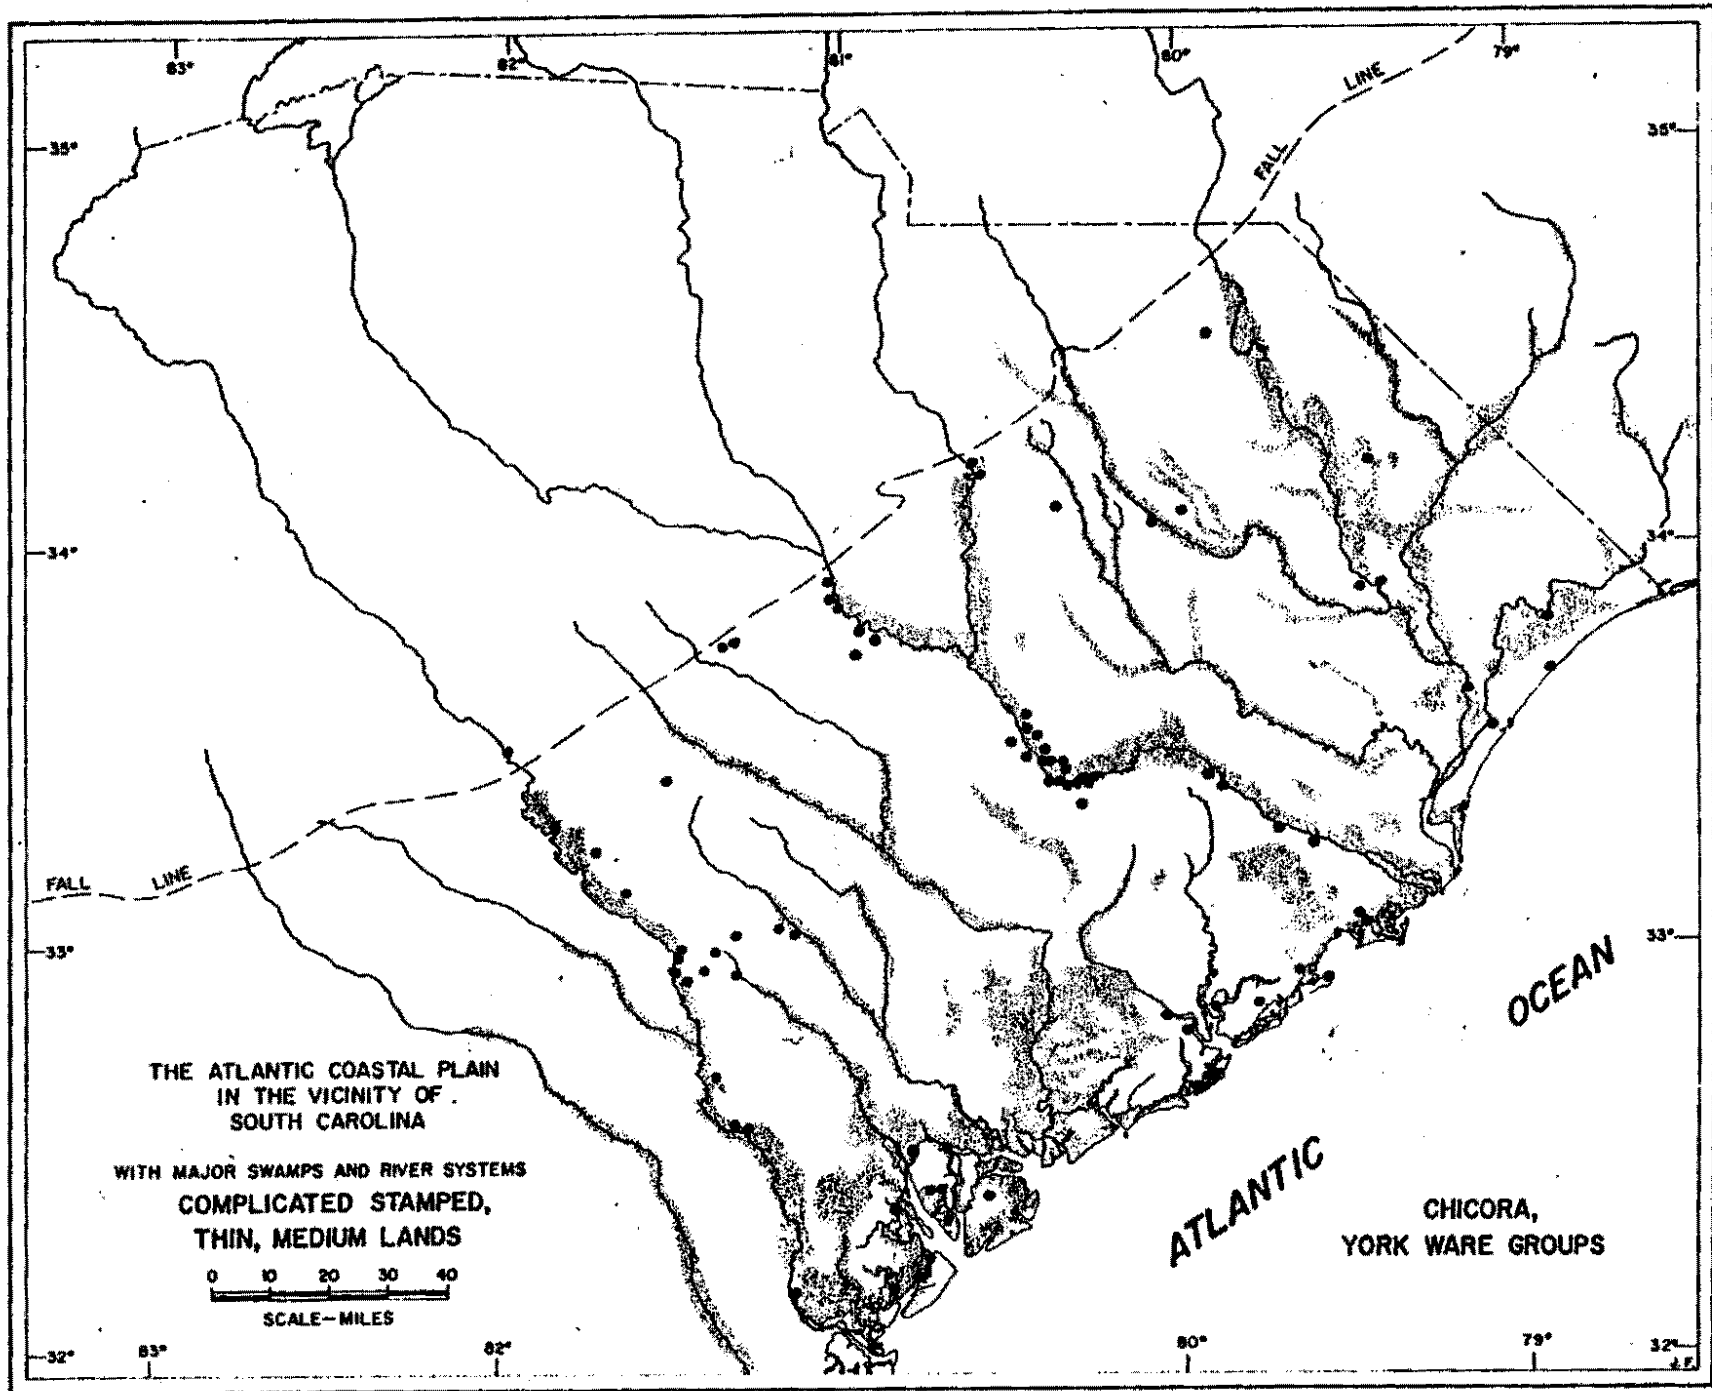 83°
82°
81°
80°
79°
LINE
FALL
35°
35°
34°
34°
FALL LINE
33°
33°
OCEAN
ATLANTIC
THE ATLANTIC COASTAL PLAIN
IN THE VICINITY OF
SOUTH CAROLINA
WITH MAJOR SWAMPS AND RIVER SYSTEMS
COMPLICATED STAMPED,
THIN, MEDIUM LANDS
0 10 20 30 40
SCALE-MILES
CHICORA,
YORK WARE GROUPS
32°
83°
82°
80°
79°
32°
J.F.